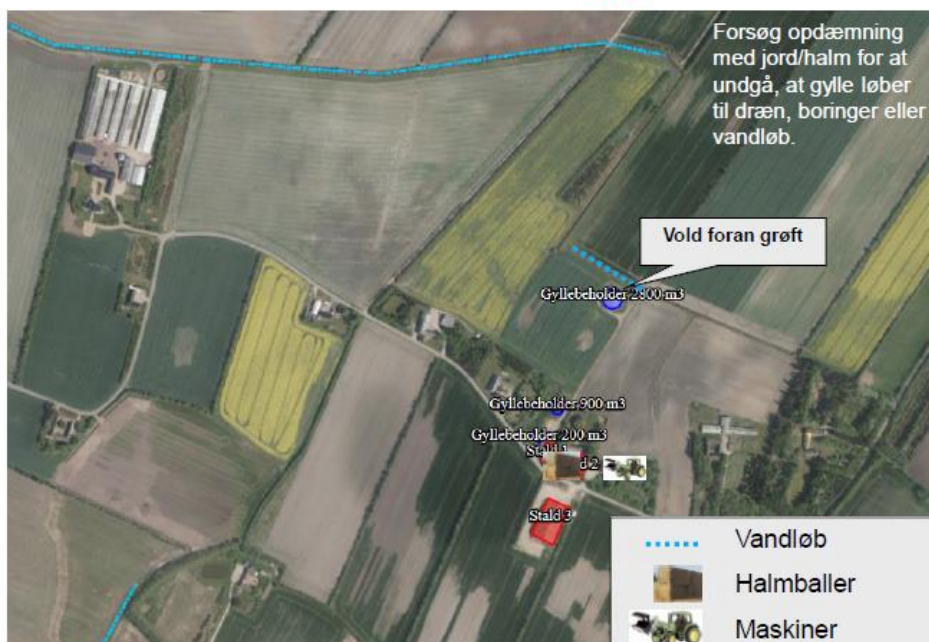 Forsøg opdæmning
med jord/halm for at
undgå, at gylle løber
til dræn, boringer eller
vandløb.
Vold foran grøft
Gyllebeholder 2800 m3
Gyllebeholder 900 m3
Gyllebeholder 200 m3
d 2
Stald 3
Vandløb
Halmballer
Maskiner